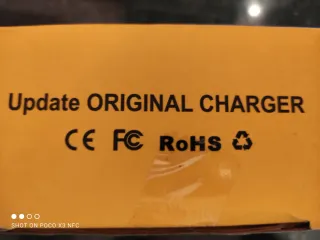 Update ORIGINAL CHARGER
CE FC RoHS
SHOT ON POCO X3 NFC